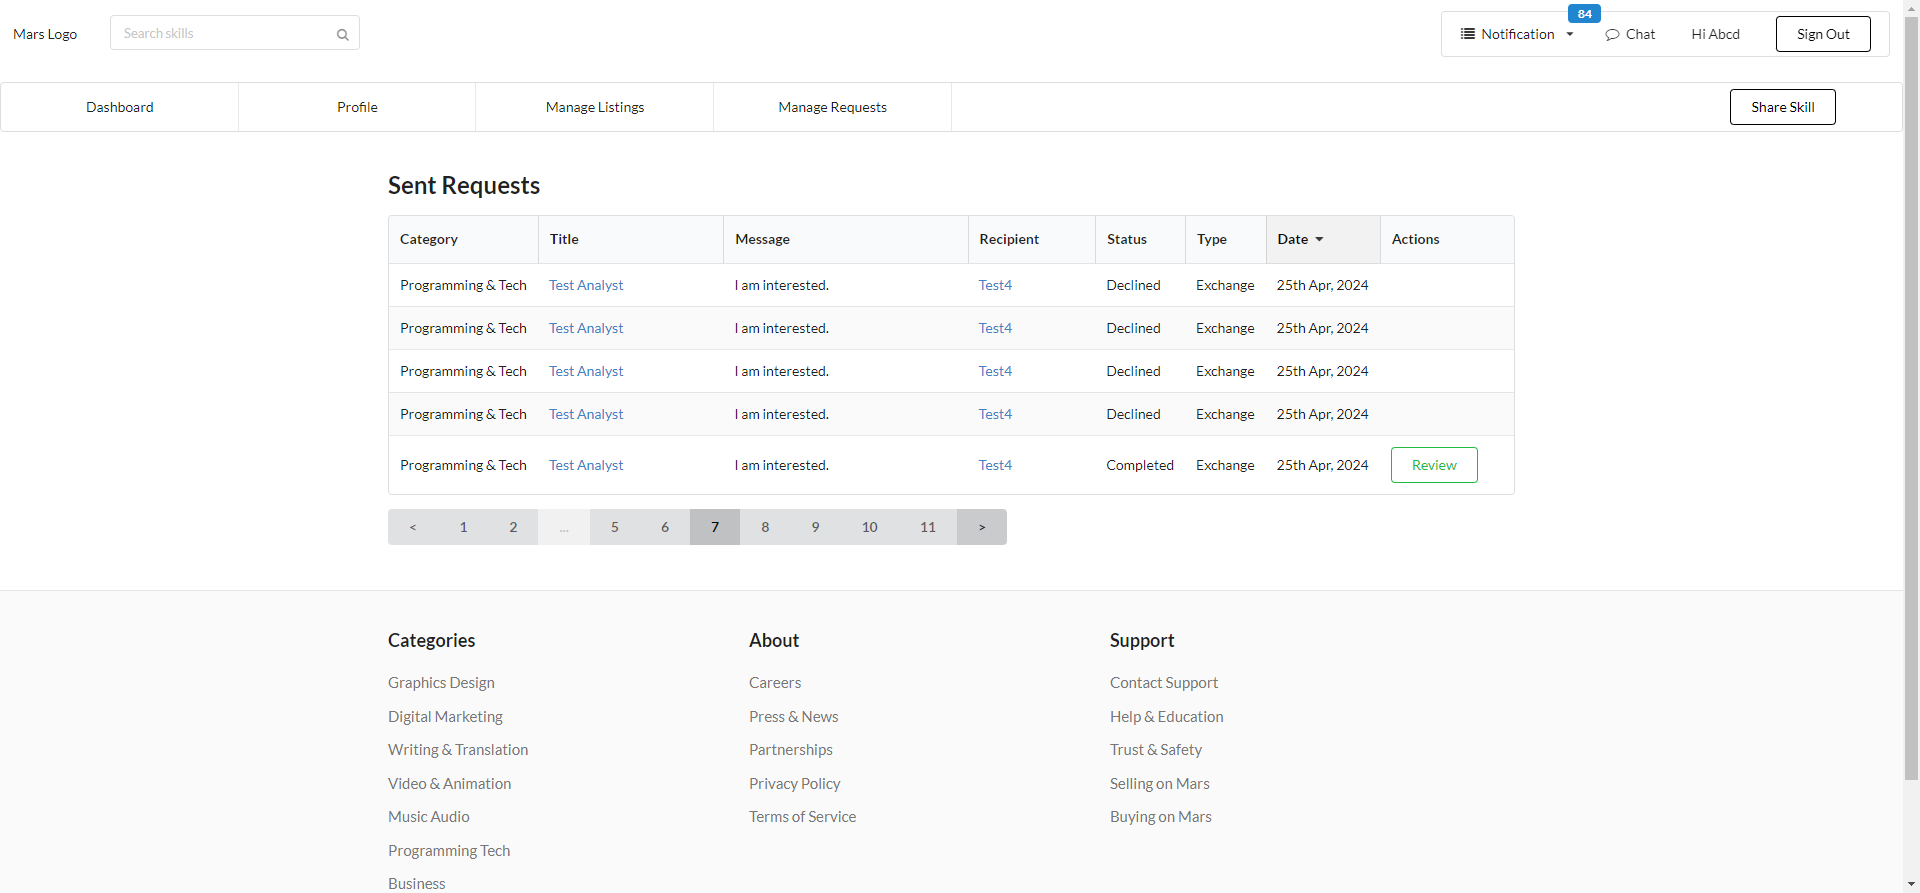 Mars Logo
Search skills
84
Notification
Chat
Hi Abcd
Sign Out
Dashboard
Profile
Manage Listings
Manage Requests
Share Skill
Sent Requests
Category Title Message Recipient Status Type Date Actions
Programming & Tech Test Analyst I am interested. Test4 Declined Exchange 25th Apr, 2024
Programming & Tech Test Analyst I am interested. Test4 Declined Exchange 25th Apr, 2024
Programming & Tech Test Analyst I am interested. Test4 Declined Exchange 25th Apr, 2024
Programming & Tech Test Analyst I am interested. Test4 Declined Exchange 25th Apr, 2024
Programming & Tech Test Analyst I am interested. Test4 Completed Exchange 25th Apr, 2024 Review
< 1 2 ... 5 6 7 8 9 10 11 >
Categories
Graphics Design
Digital Marketing
Writing & Translation
Video & Animation
Music Audio
Programming Tech
Business
About
Careers
Press & News
Partnerships
Privacy Policy
Terms of Service
Support
Contact Support
Help & Education
Trust & Safety
Selling on Mars
Buying on Mars